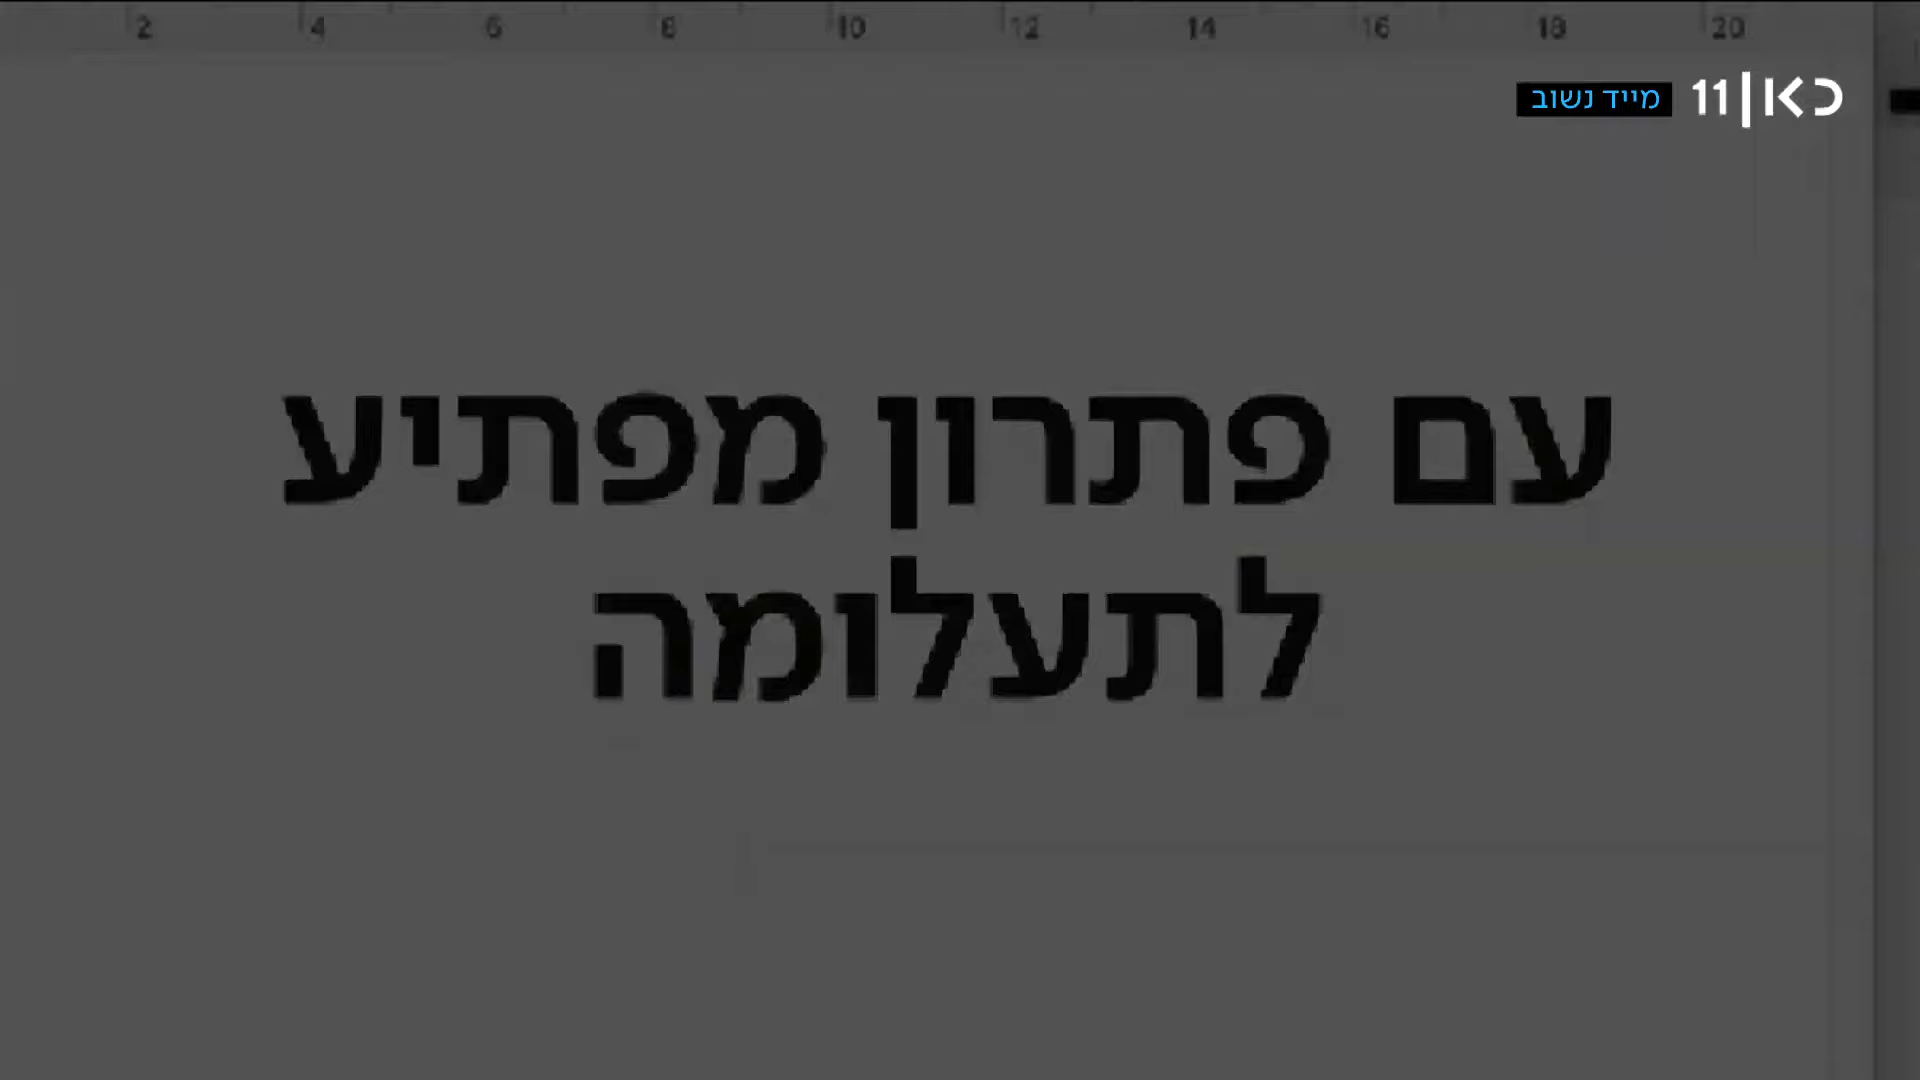 2 4 6 8 10 12 14 16 18 20
כאן 11 מייד נשוב
עם פתרון מפתיע
לתעלומה